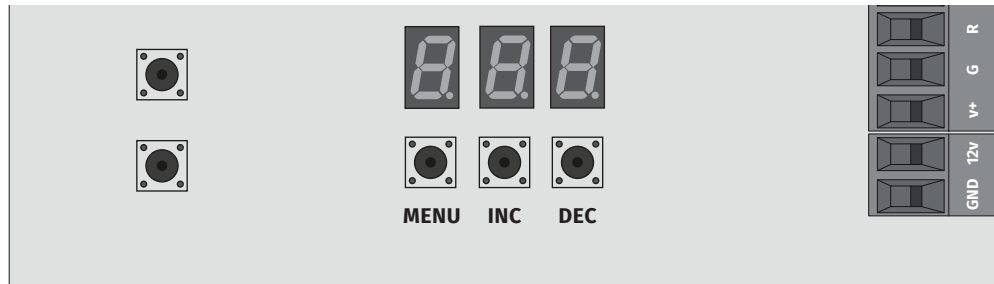 R
G
v+
12v
GND
MENU INC DEC